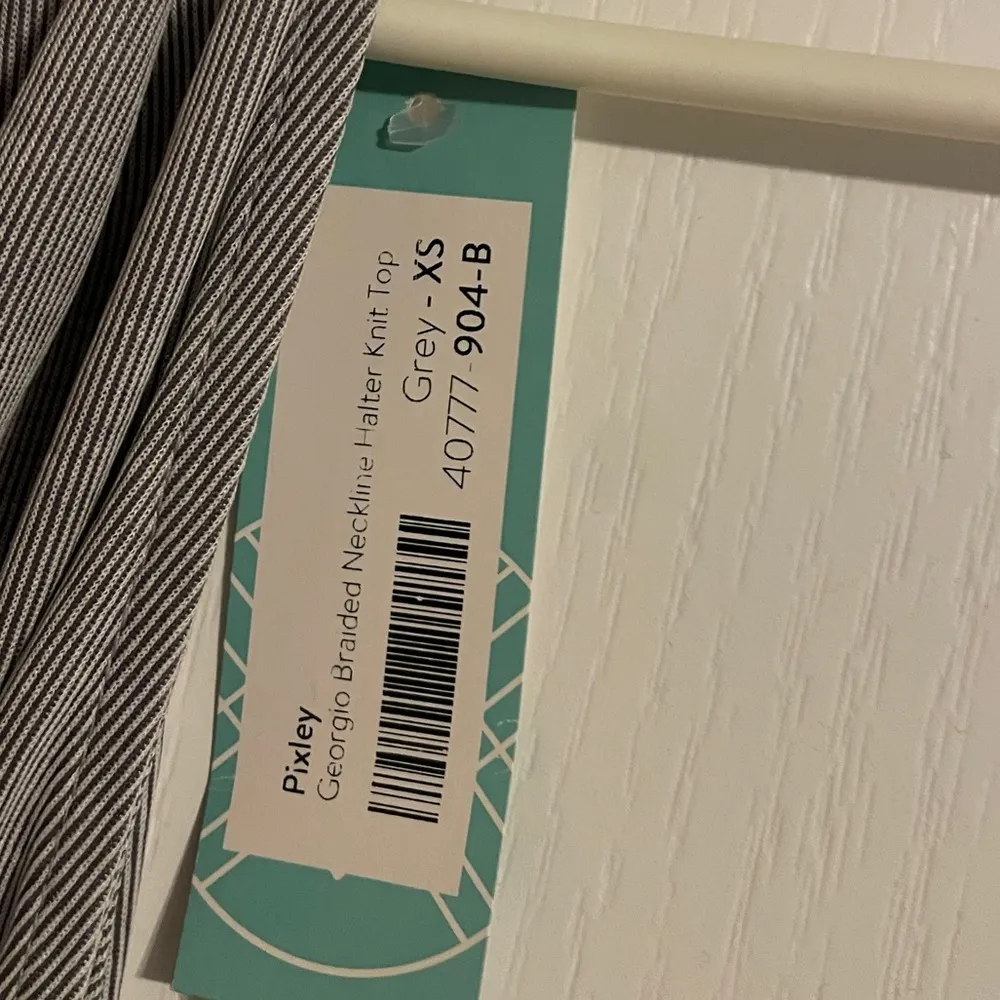 Pixley
Georgio Braided Neckline Halter Knit Top
Grey - XS
40777-904-B